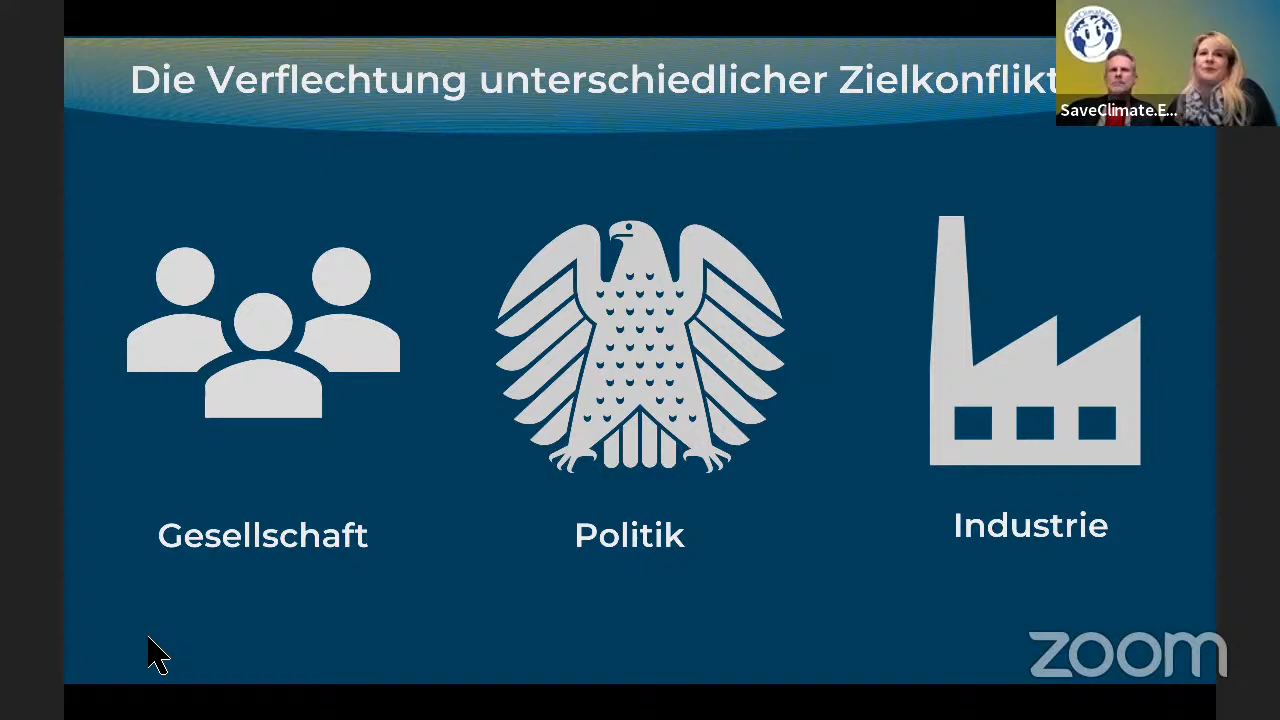 Die Verflechtung unterschiedlicher Zielkonflikt
SaveClimate.E...
Gesellschaft
Politik
Industrie
zoom